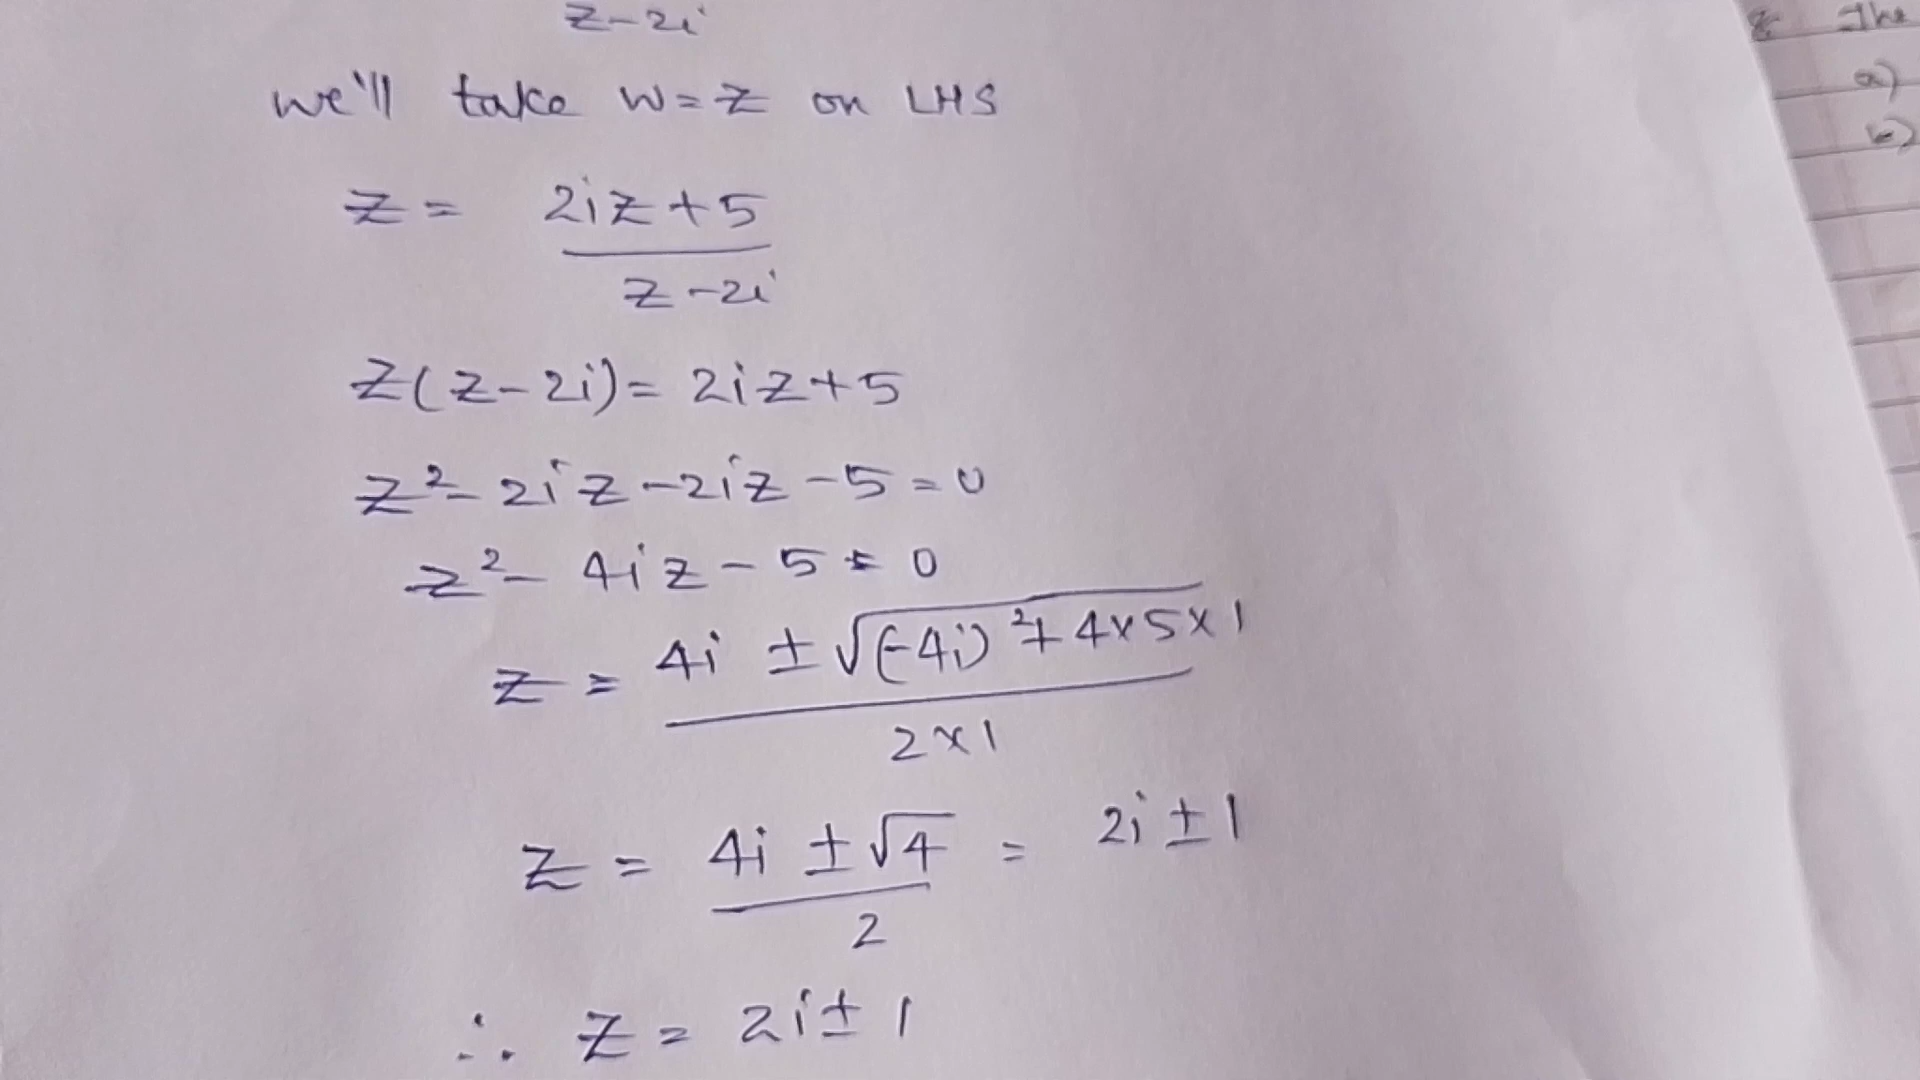 z-2i
we'll take w=z on LHS
z = 2iz+5
z-2i
z(z-2i)= 2iz+5
z²-2iz-2iz-5=0
z²-4iz-5=0
z = 4i ± √(-4i)²+4×5×1
2×1
z = 4i ± √4 = 2i ± 1
2
∴ z = 2i ± 1
The
a)
b)